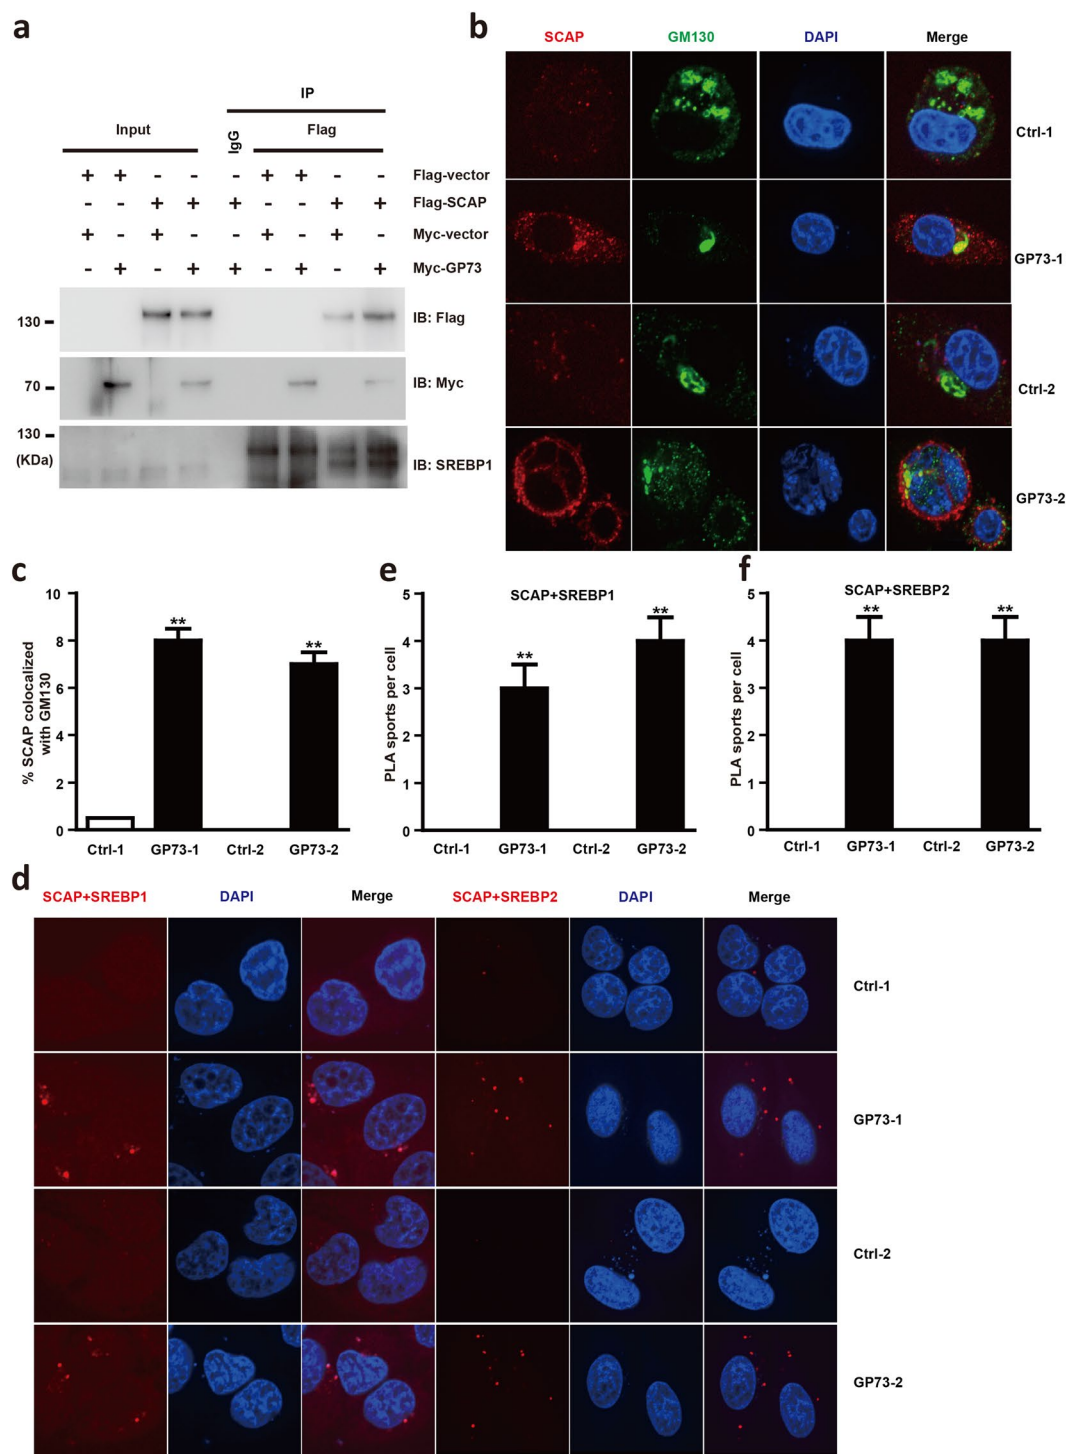 a
IP
Input
IgG
Flag
+ + - - - + + - - Flag-vector
- - + + + - - + + Flag-SCAP
+ - + - - + - + - Myc-vector
- + - + + - + - + Myc-GP73
130
IB: Flag
70
IB: Myc
130
(KDa)
IB: SREBP1
b
SCAP GM130 DAPI Merge
Ctrl-1
GP73-1
Ctrl-2
GP73-2
c
% SCAP colocalized
with GM130
10
8
6
4
2
0
**
**
Ctrl-1 GP73-1 Ctrl-2 GP73-2
e
SCAP+SREBP1
PLA sports per cell
5
4
3
2
1
0
**
**
Ctrl-1 GP73-1 Ctrl-2 GP73-2
f
SCAP+SREBP2
PLA sports per cell
5
4
3
2
1
0
**
**
Ctrl-1 GP73-1 Ctrl-2 GP73-2
d
SCAP+SREBP1 DAPI Merge SCAP+SREBP2 DAPI Merge
Ctrl-1
GP73-1
Ctrl-2
GP73-2